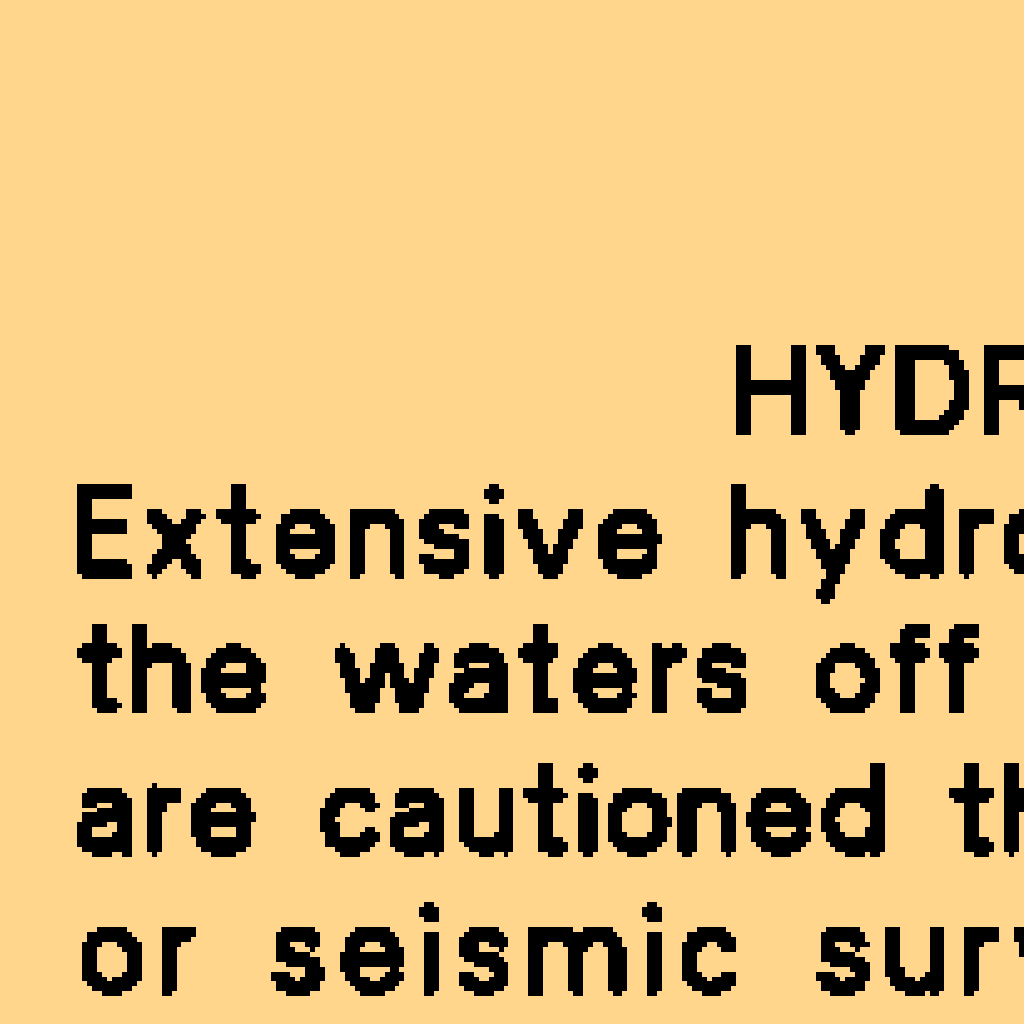 HYDR
Extensive hydro
the waters off
are cautioned th
or seismic surv